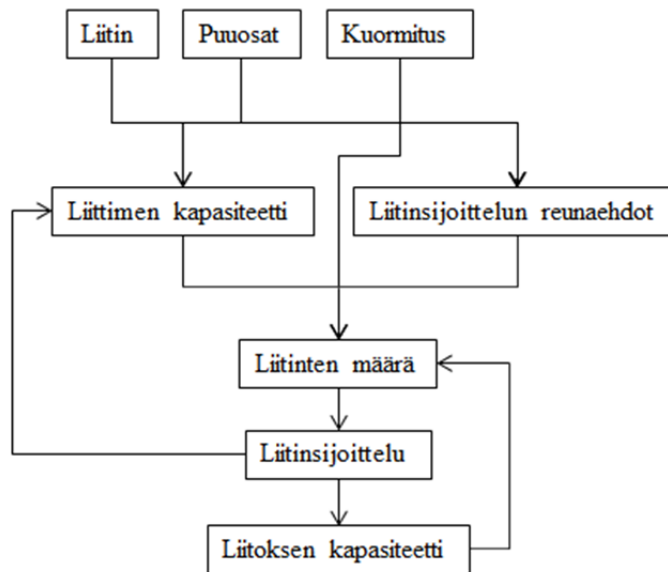 Liitin
Puuosat
Kuormitus
Liittimen kapasiteetti
Liitinsijoittelun reunaehdot
Liitinten määrä
Liitinsijoittelu
Liitoksen kapasiteetti